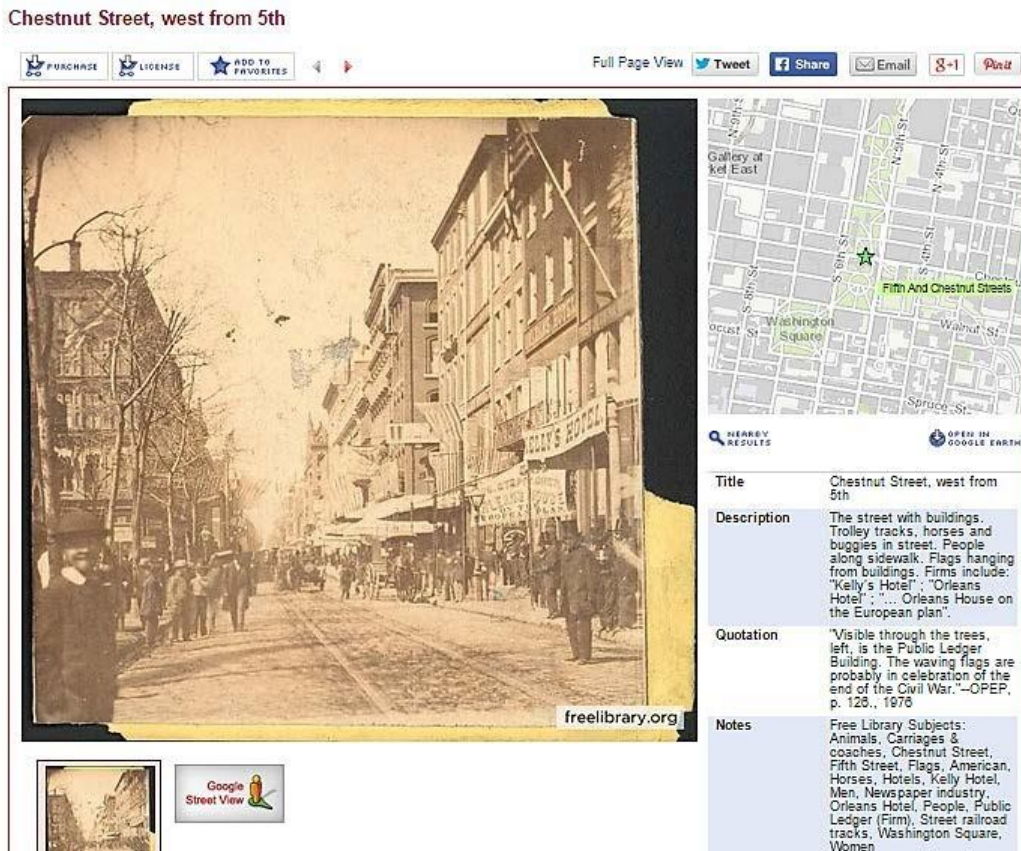 Chestnut Street, west from 5th
PURCHASE
LICENSE
ADD TO
FAVORITES
Full Page View
Tweet
Share
Email
g+1
Pinit
KELLY'S HOTEL
freelibrary.org
N 9th S
Gallery at
ket East
N 5th St
N 4th St
S 6th St
S 4th St
S 8th St
Fifth And Chestnut Streets
Washington
Square
ocust St
Walnut St
Spruce St
NEARBY
RESULTS
OPEN IN
GOOGLE EARTH
Title
Chestnut Street, west from
5th
Description
The street with buildings.
Trolley tracks, horses and
buggies in street. People
along sidewalk. Flags hanging
from buildings. Firms include:
"Kelly's Hotel" ; "Orleans
Hotel" ; "... Orleans House on
the European plan".
Quotation
"Visible through the trees,
left, is the Public Ledger
Building. The waving flags are
probably in celebration of the
end of the Civil War."--OPEP,
p. 126., 1976
Notes
Free Library Subjects:
Animals, Carriages &
coaches, Chestnut Street,
Fifth Street, Flags, American,
Horses, Hotels, Kelly Hotel,
Men, Newspaper industry,
Orleans Hotel, People, Public
Ledger (Firm), Street railroad
tracks, Washington Square,
Women
Google
Street View